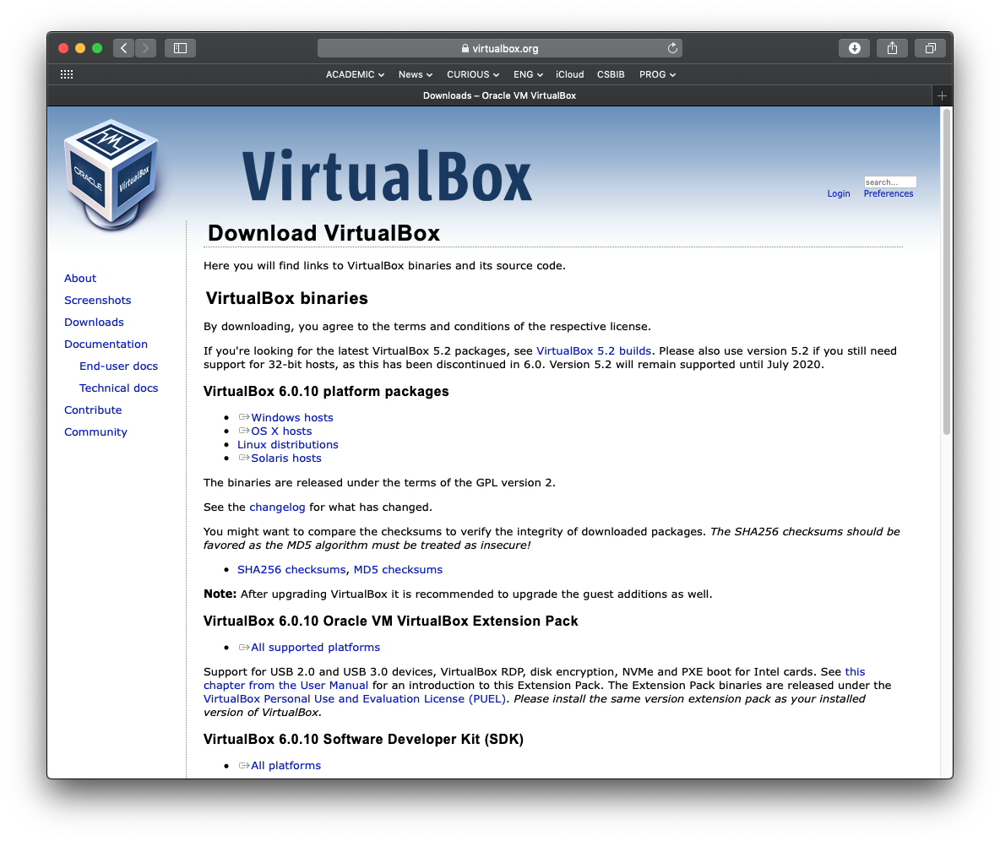 virtualbox.org
ACADEMIC News CURIOUS ENG iCloud CSBIB PROG
Downloads – Oracle VM VirtualBox
ORACLE
VirtualBox
VirtualBox
search...
Login Preferences
Download VirtualBox
Here you will find links to VirtualBox binaries and its source code.
About
Screenshots
Downloads
Documentation
End-user docs
Technical docs
Contribute
Community
VirtualBox binaries
By downloading, you agree to the terms and conditions of the respective license.
If you're looking for the latest VirtualBox 5.2 packages, see VirtualBox 5.2 builds. Please also use version 5.2 if you still need
support for 32-bit hosts, as this has been discontinued in 6.0. Version 5.2 will remain supported until July 2020.
VirtualBox 6.0.10 platform packages
• Windows hosts
• OS X hosts
• Linux distributions
• Solaris hosts
The binaries are released under the terms of the GPL version 2.
See the changelog for what has changed.
You might want to compare the checksums to verify the integrity of downloaded packages. The SHA256 checksums should be
favored as the MD5 algorithm must be treated as insecure!
• SHA256 checksums, MD5 checksums
Note: After upgrading VirtualBox it is recommended to upgrade the guest additions as well.
VirtualBox 6.0.10 Oracle VM VirtualBox Extension Pack
• All supported platforms
Support for USB 2.0 and USB 3.0 devices, VirtualBox RDP, disk encryption, NVMe and PXE boot for Intel cards. See this
chapter from the User Manual for an introduction to this Extension Pack. The Extension Pack binaries are released under the
VirtualBox Personal Use and Evaluation License (PUEL). Please install the same version extension pack as your installed
version of VirtualBox.
VirtualBox 6.0.10 Software Developer Kit (SDK)
• All platforms